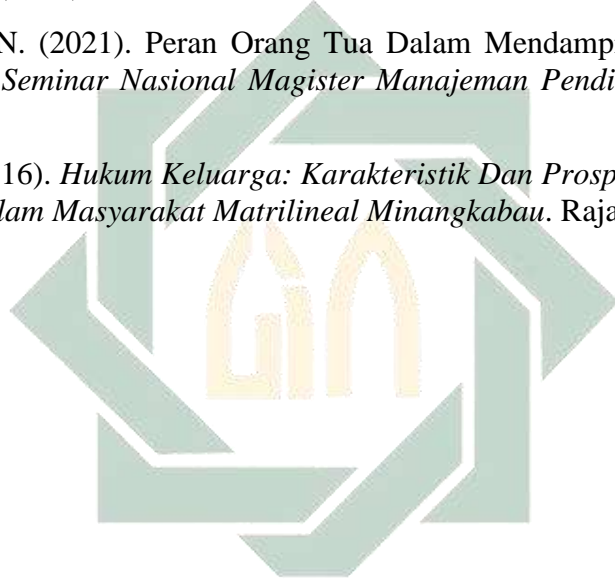 N. (2021). Peran Orang Tua Dalam Mendamp
Seminar Nasional Magister Manajeman Pendi
16). Hukum Keluarga: Karakteristik Dan Prosp
lam Masyarakat Matrilineal Minangkabau. Raja